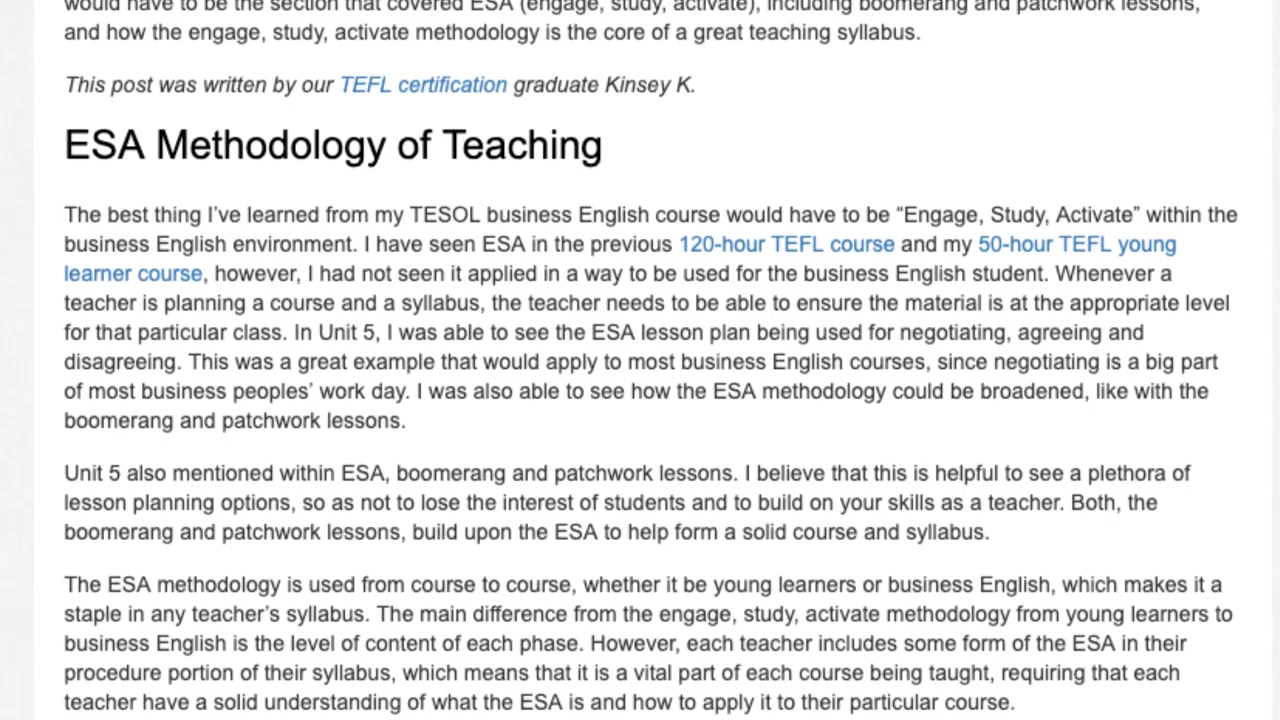 would have to be the section that covered ESA (engage, study, activate), including boomerang and patchwork lessons,
and how the engage, study, activate methodology is the core of a great teaching syllabus.
This post was written by our TEFL certification graduate Kinsey K.
ESA Methodology of Teaching
The best thing I’ve learned from my TESOL business English course would have to be “Engage, Study, Activate” within the
business English environment. I have seen ESA in the previous 120-hour TEFL course and my 50-hour TEFL young
learner course, however, I had not seen it applied in a way to be used for the business English student. Whenever a
teacher is planning a course and a syllabus, the teacher needs to be able to ensure the material is at the appropriate level
for that particular class. In Unit 5, I was able to see the ESA lesson plan being used for negotiating, agreeing and
disagreeing. This was a great example that would apply to most business English courses, since negotiating is a big part
of most business peoples’ work day. I was also able to see how the ESA methodology could be broadened, like with the
boomerang and patchwork lessons.
Unit 5 also mentioned within ESA, boomerang and patchwork lessons. I believe that this is helpful to see a plethora of
lesson planning options, so as not to lose the interest of students and to build on your skills as a teacher. Both, the
boomerang and patchwork lessons, build upon the ESA to help form a solid course and syllabus.
The ESA methodology is used from course to course, whether it be young learners or business English, which makes it a
staple in any teacher’s syllabus. The main difference from the engage, study, activate methodology from young learners to
business English is the level of content of each phase. However, each teacher includes some form of the ESA in their
procedure portion of their syllabus, which means that it is a vital part of each course being taught, requiring that each
teacher have a solid understanding of what the ESA is and how to apply it to their particular course.